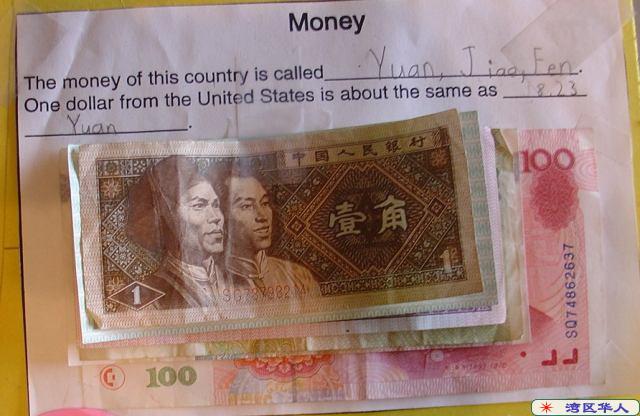 Money
The money of this country is called Yuan, Jiao, Fen.
One dollar from the United States is about the same as 8.23
Yuan.
中国人民银行
100
壹角
1
1
SQ74862637
100
湾区华人